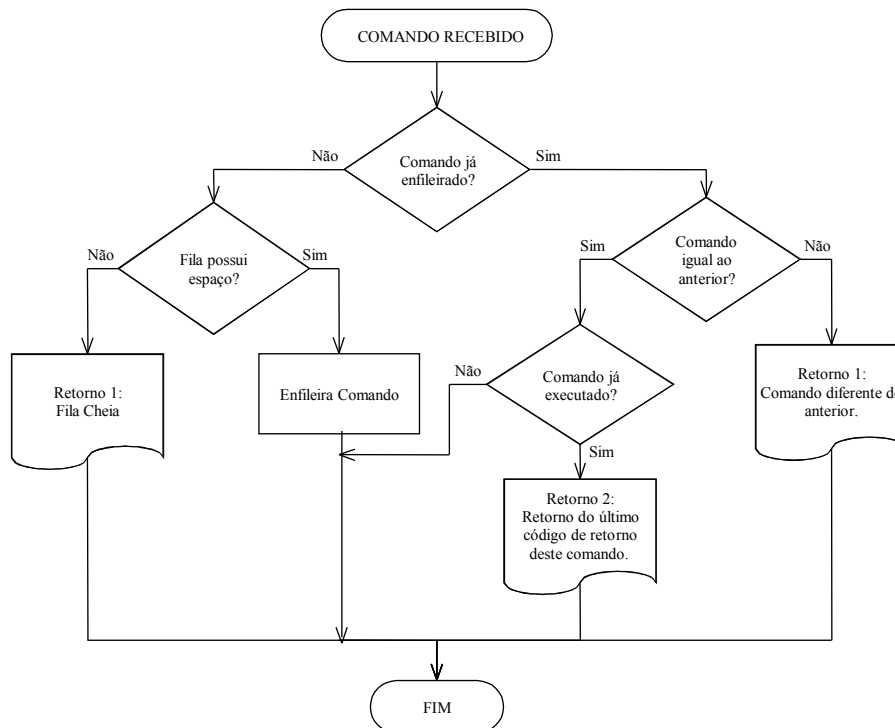 COMANDO RECEBIDO
Não
Comando já
enfileirado?
Sim
Não
Fila possui
espaço?
Sim
Sim
Comando
igual ao
anterior?
Não
Retorno 1:
Fila Cheia
Enfileira Comando
Não
Comando já
executado?
Sim
Retorno 1:
Comando diferente d
anterior.
Retorno 2:
Retorno do último
código de retorno
deste comando.
FIM